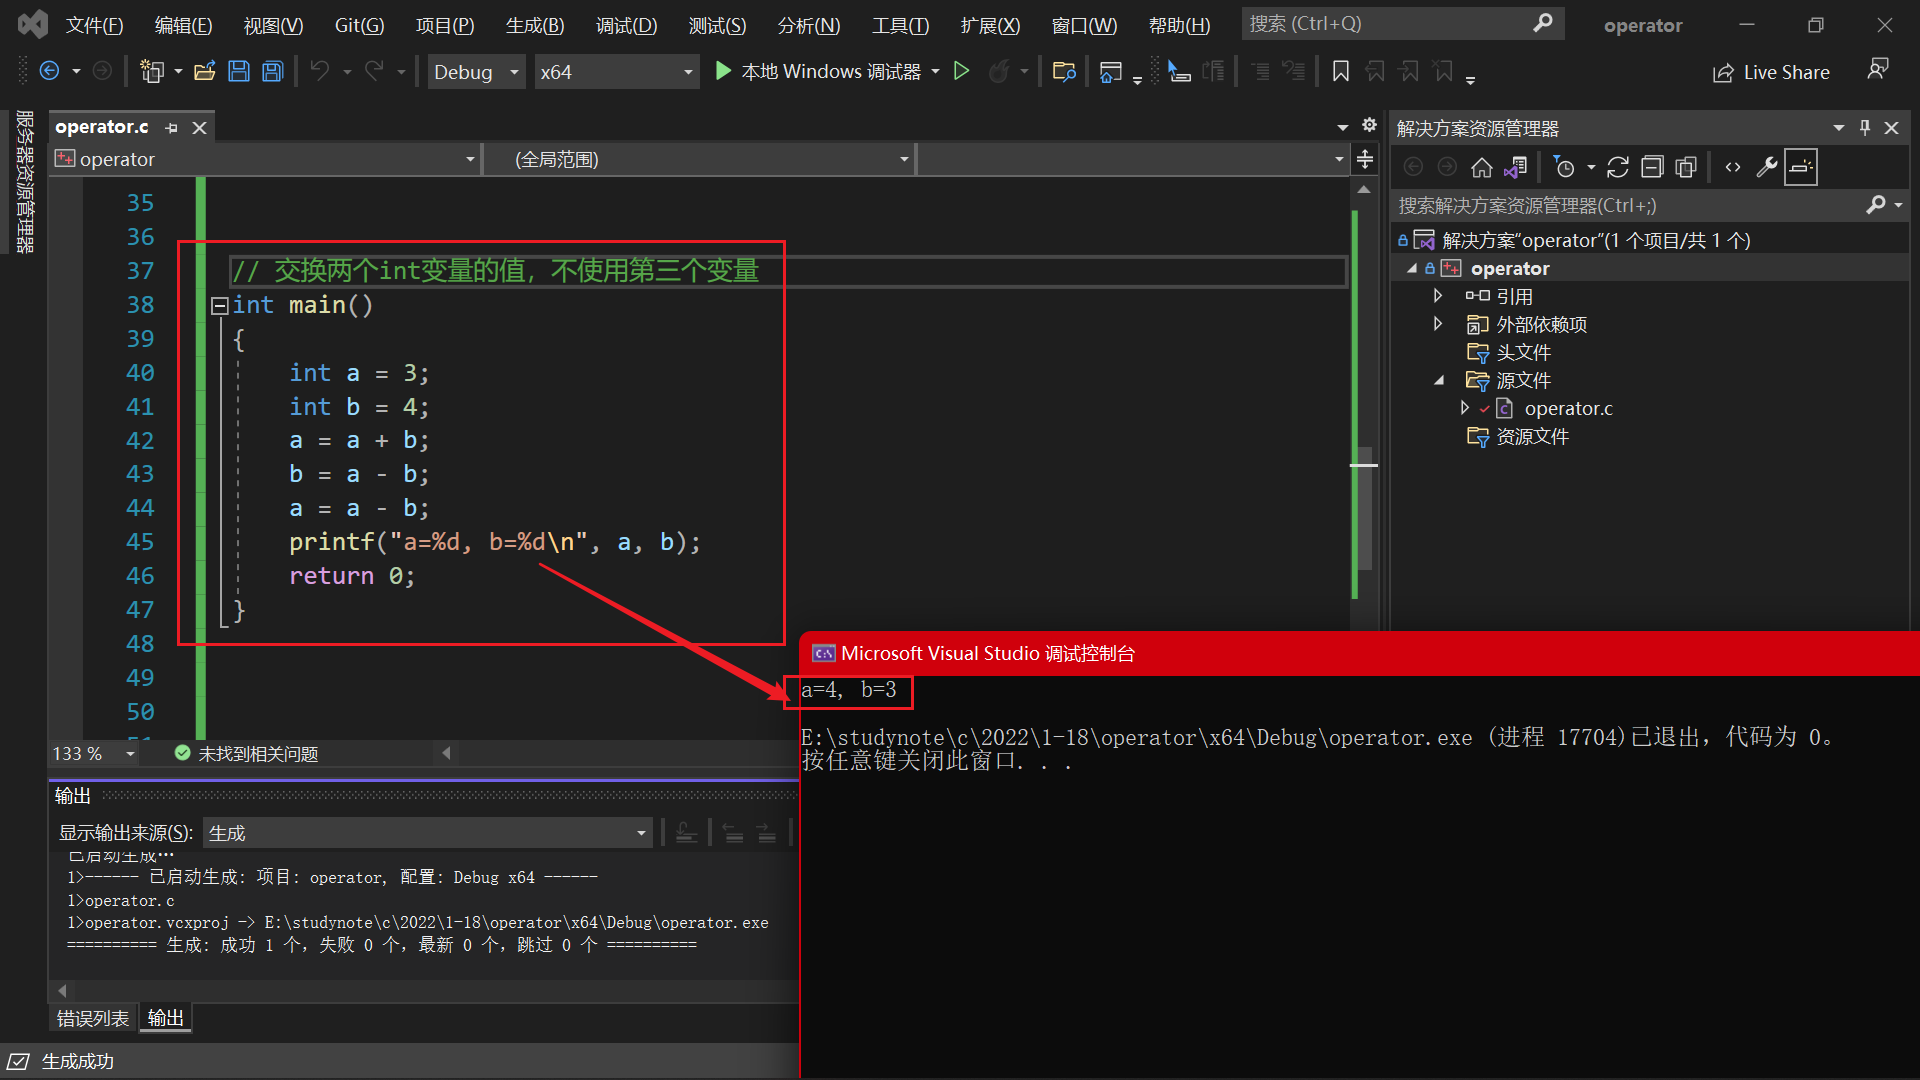 文件(F) 编辑(E) 视图(V) Git(G) 项目(P) 生成(B) 调试(D) 测试(S) 分析(N) 工具(T) 扩展(X) 窗口(W) 帮助(H) 搜索 (Ctrl+Q) operator
Debug x64 本地 Windows 调试器 Live Share
服务器资源管理器
operator.c
operator (全局范围)
35
36
37 // 交换两个int变量的值，不使用第三个变量
38 int main()
39 {
40 int a = 3;
41 int b = 4;
42 a = a + b;
43 b = a - b;
44 a = a - b;
45 printf("a=%d, b=%d\n", a, b);
46 return 0;
47 }
48
49
50
51
133 % 未找到相关问题
解决方案资源管理器
搜索解决方案资源管理器(Ctrl+;)
解决方案“operator”(1 个项目/共 1 个)
operator
引用
外部依赖项
头文件
源文件
operator.c
资源文件
Microsoft Visual Studio 调试控制台
a=4, b=3
E:\studynote\c\2022\1-18\operator\x64\Debug\operator.exe (进程 17704)已退出，代码为 0。
按任意键关闭此窗口. . .
输出
显示输出来源(S): 生成
已启动生成…
1>------ 已启动生成: 项目: operator, 配置: Debug x64 ------
1>operator.c
1>operator.vcxproj -> E:\studynote\c\2022\1-18\operator\x64\Debug\operator.exe
========== 生成: 成功 1 个，失败 0 个，最新 0 个，跳过 0 个 ==========
错误列表 输出
生成成功